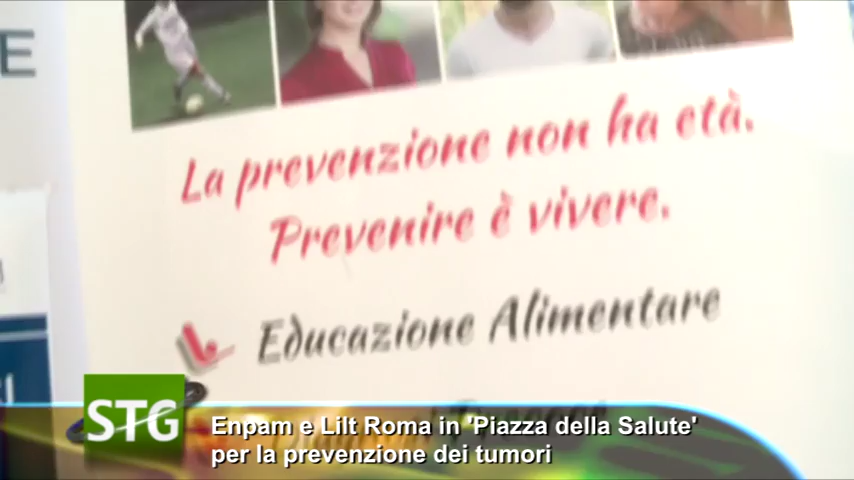 E
La prevenzione non ha età.
Prevenire è vivere.
Educazione Alimentare
STG
Enpam e Lilt Roma in 'Piazza della Salute'
per la prevenzione dei tumori